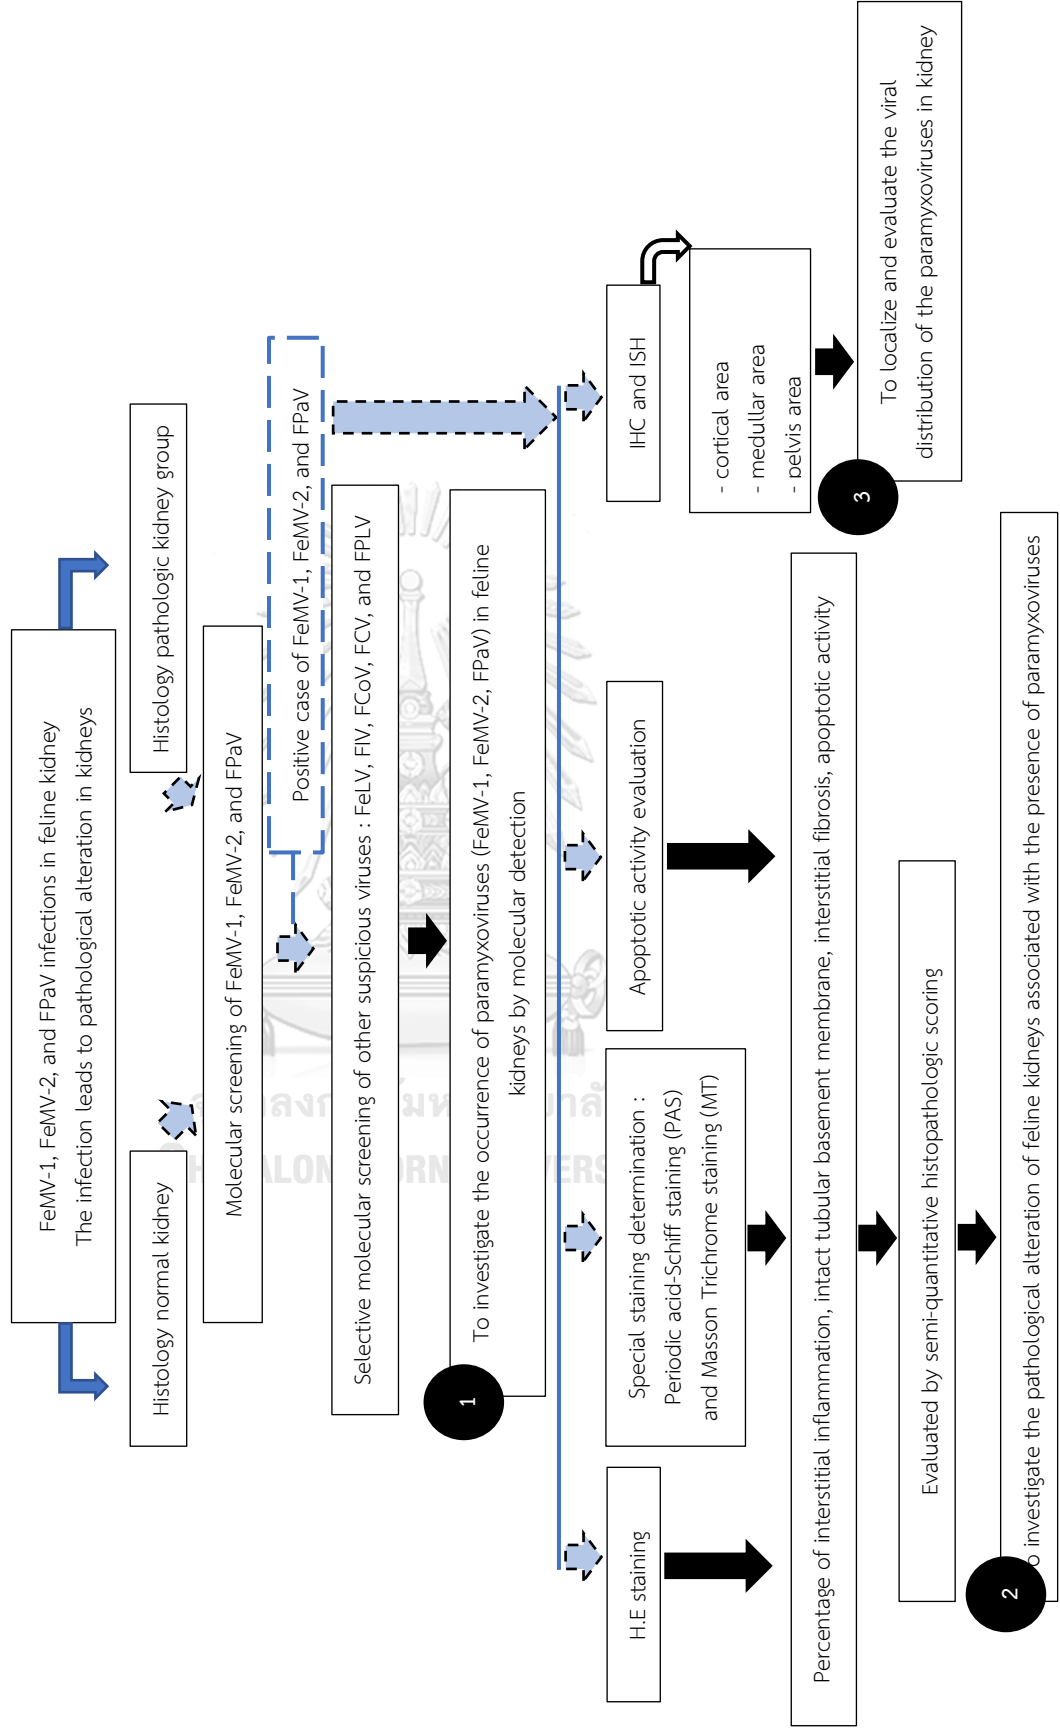 FeMV-1, FeMV-2, and FPaV infections in feline kidney
The infection leads to pathological alteration in kidneys
Histology normal kidney
Histology pathologic kidney group
Molecular screening of FeMV-1, FeMV-2, and FPaV
Positive case of FeMV-1, FeMV-2, and FPaV
Selective molecular screening of other suspicious viruses : FeLV, FIV, FCoV, FCV, and FPLV
1
To investigate the occurrence of paramyxoviruses (FeMV-1, FeMV-2, FPaV) in feline
kidneys by molecular detection
H.E staining
Special staining determination :
Periodic acid-Schiff staining (PAS)
and Masson Trichrome staining (MT)
Apoptotic activity evaluation
IHC and ISH
- cortical area
- medullar area
- pelvis area
Percentage of interstitial inflammation, intact tubular basement membrane, interstitial fibrosis, apoptotic activity
Evaluated by semi-quantitative histopathologic scoring
2
o investigate the pathological alteration of feline kidneys associated with the presence of paramyxoviruses
3
To localize and evaluate the viral
distribution of the paramyxoviruses in kidney